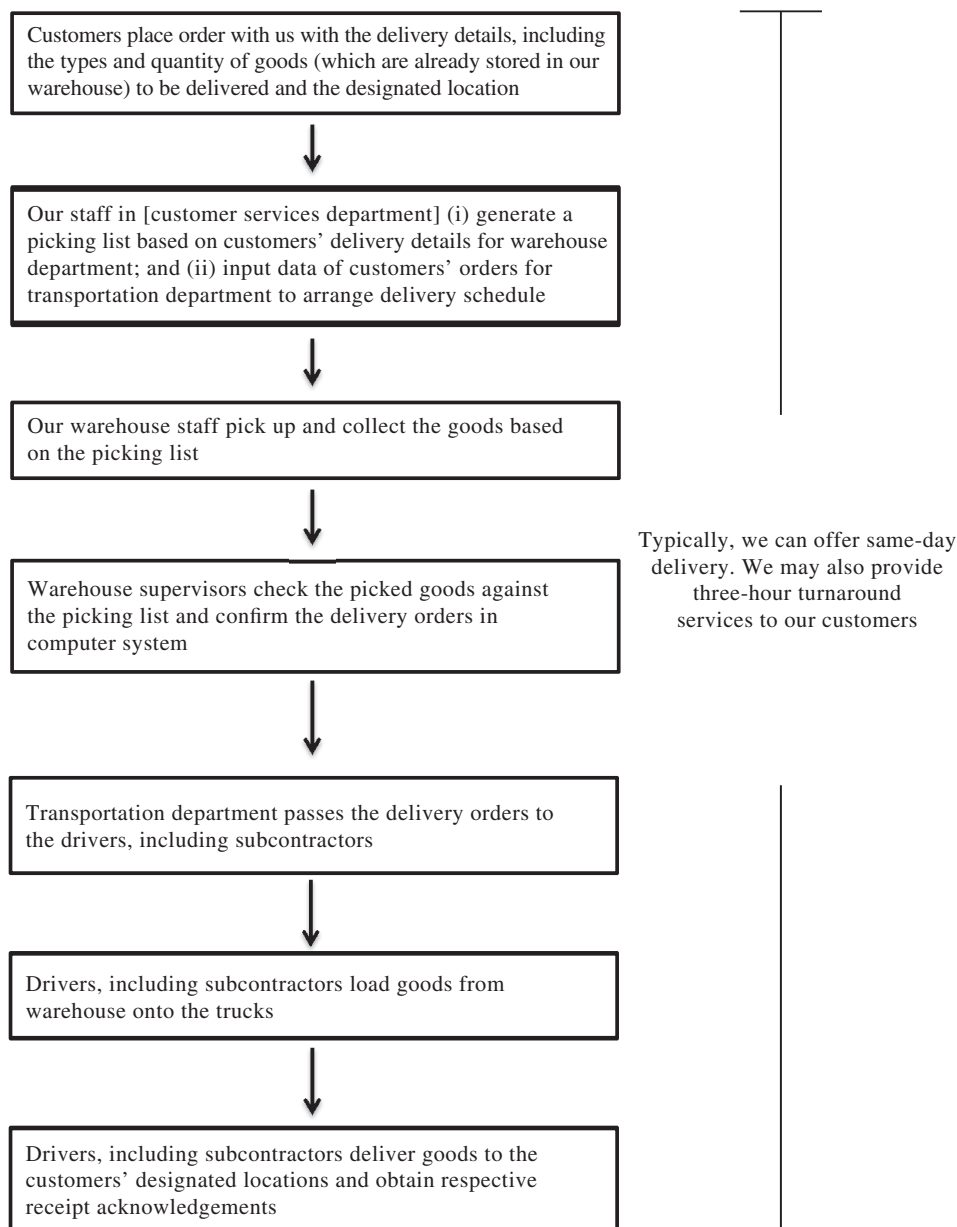 Customers place order with us with the delivery details, including
the types and quantity of goods (which are already stored in our
warehouse) to be delivered and the designated location
Our staff in [customer services department] (i) generate a
picking list based on customers’ delivery details for warehouse
department; and (ii) input data of customers’ orders for
transportation department to arrange delivery schedule
Our warehouse staff pick up and collect the goods based
on the picking list
Typically, we can offer same-day
delivery. We may also provide
three-hour turnaround
services to our customers
Warehouse supervisors check the picked goods against
the picking list and confirm the delivery orders in
computer system
Transportation department passes the delivery orders to
the drivers, including subcontractors
Drivers, including subcontractors load goods from
warehouse onto the trucks
Drivers, including subcontractors deliver goods to the
customers’ designated locations and obtain respective
receipt acknowledgements